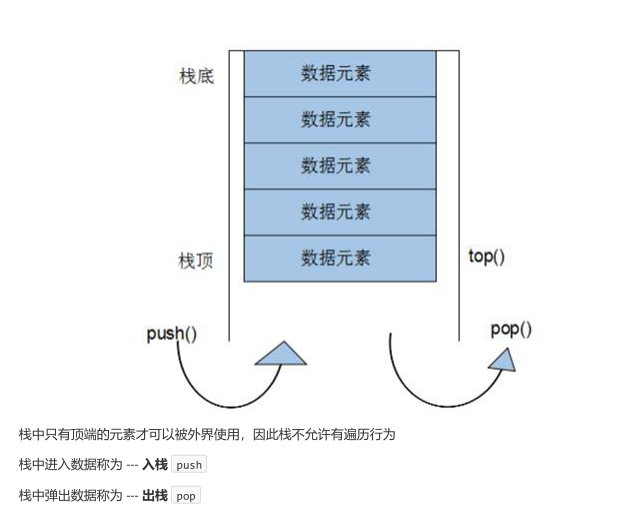 栈底 数据元素
数据元素
数据元素
数据元素
栈顶 数据元素 top()
push() pop()
栈中只有顶端的元素才可以被外界使用，因此栈不允许有遍历行为
栈中进入数据称为 --- 入栈 push
栈中弹出数据称为 --- 出栈 pop